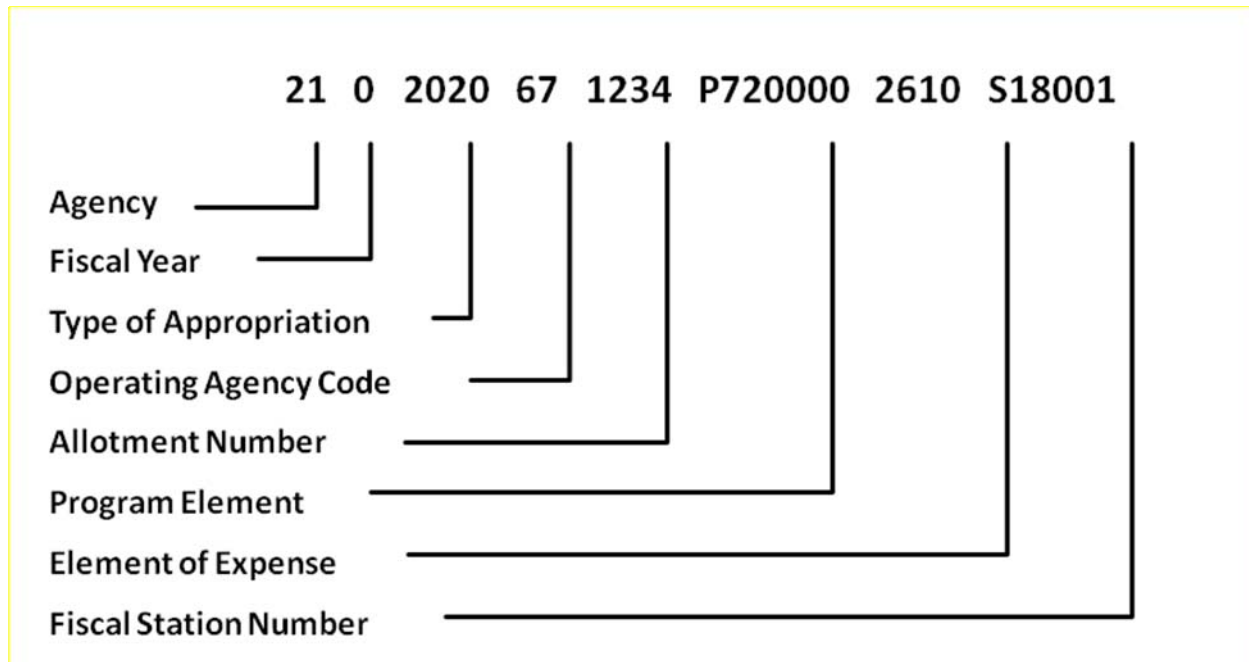 21 0 2020 67 1234 P720000 2610 S18001
Agency
Fiscal Year
Type of Appropriation
Operating Agency Code
Allotment Number
Program Element
Element of Expense
Fiscal Station Number